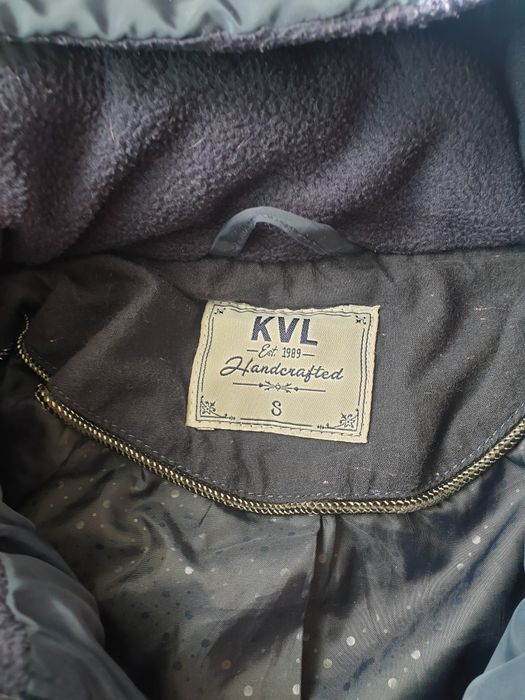 KVL
Est. 1989
Handcrafted
S